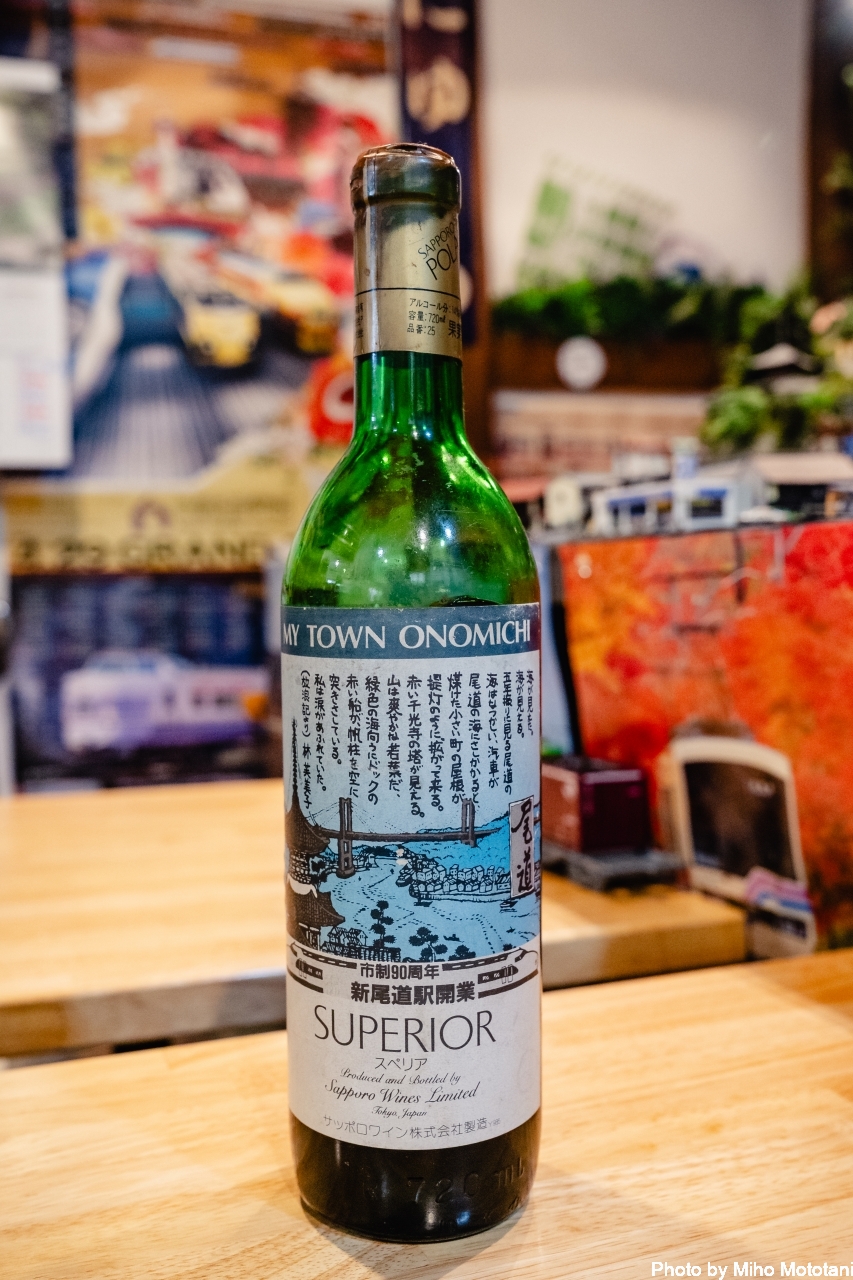 SAPPORO
POL
アルコール分
容量:720ml
品番:25
MY TOWN ONOMICHI
海が見えた。
海が見える。
五年振りに見る尾道の
海はなつかしい、汽車が
尾道の海にさしかかると、
煤けた小さい町の屋根が
提灯のように拡がって来る。
赤い千光寺の塔が見える。
山は爽やかな若葉だ、
緑色の海向うにドックの
赤い船が帆柱を空に
突きさしている。
私は涙があふれていた。
(放浪記より) 林芙美子
尾道
市制90周年
新尾道駅開業
SUPERIOR
スペリア
Produced and Bottled by
Sapporo Wines Limited
Tokyo, Japan
サッポロワイン株式会社製造
720ml
Photo by Miho Mototani